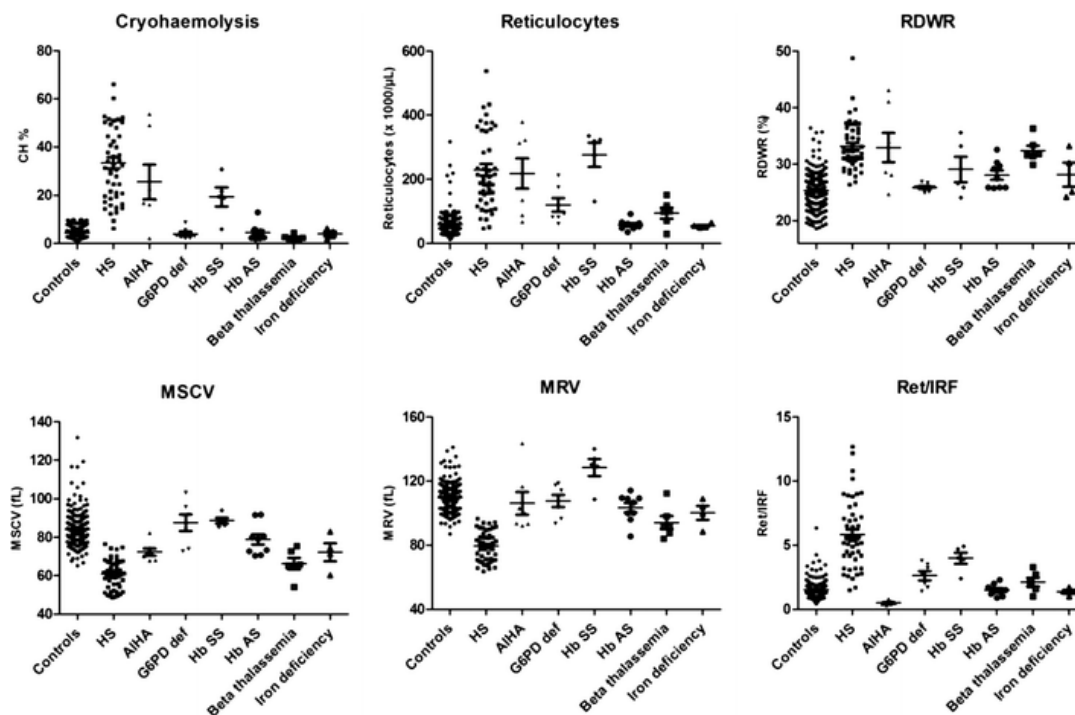 Cryohaemolysis
CH %
80
60
40
20
0
Controls
HS
AIHA
G6PD def
Hb SS
Hb AS
Beta thalassemia
Iron deficiency
Reticulocytes
Reticulocytes (x 1000/µL)
600
400
200
0
Controls
HS
AIHA
G6PD def
Hb SS
Hb AS
Beta thalassemia
Iron deficiency
RDWR
RDWR (%)
50
40
30
20
Controls
HS
AIHA
G6PD def
Hb SS
Hb AS
Beta thalassemia
Iron deficiency
MSCV
MSCV (fL)
140
120
100
80
60
40
Controls
HS
AIHA
G6PD def
Hb SS
Hb AS
Beta thalassemia
Iron deficiency
MRV
MRV (fL)
160
120
80
40
Controls
HS
AIHA
G6PD def
Hb SS
Hb AS
Beta thalassemia
Iron deficiency
Ret/IRF
Ret/IRF
15
10
5
0
Controls
HS
AIHA
G6PD def
Hb SS
Hb AS
Beta thalassemia
Iron deficiency